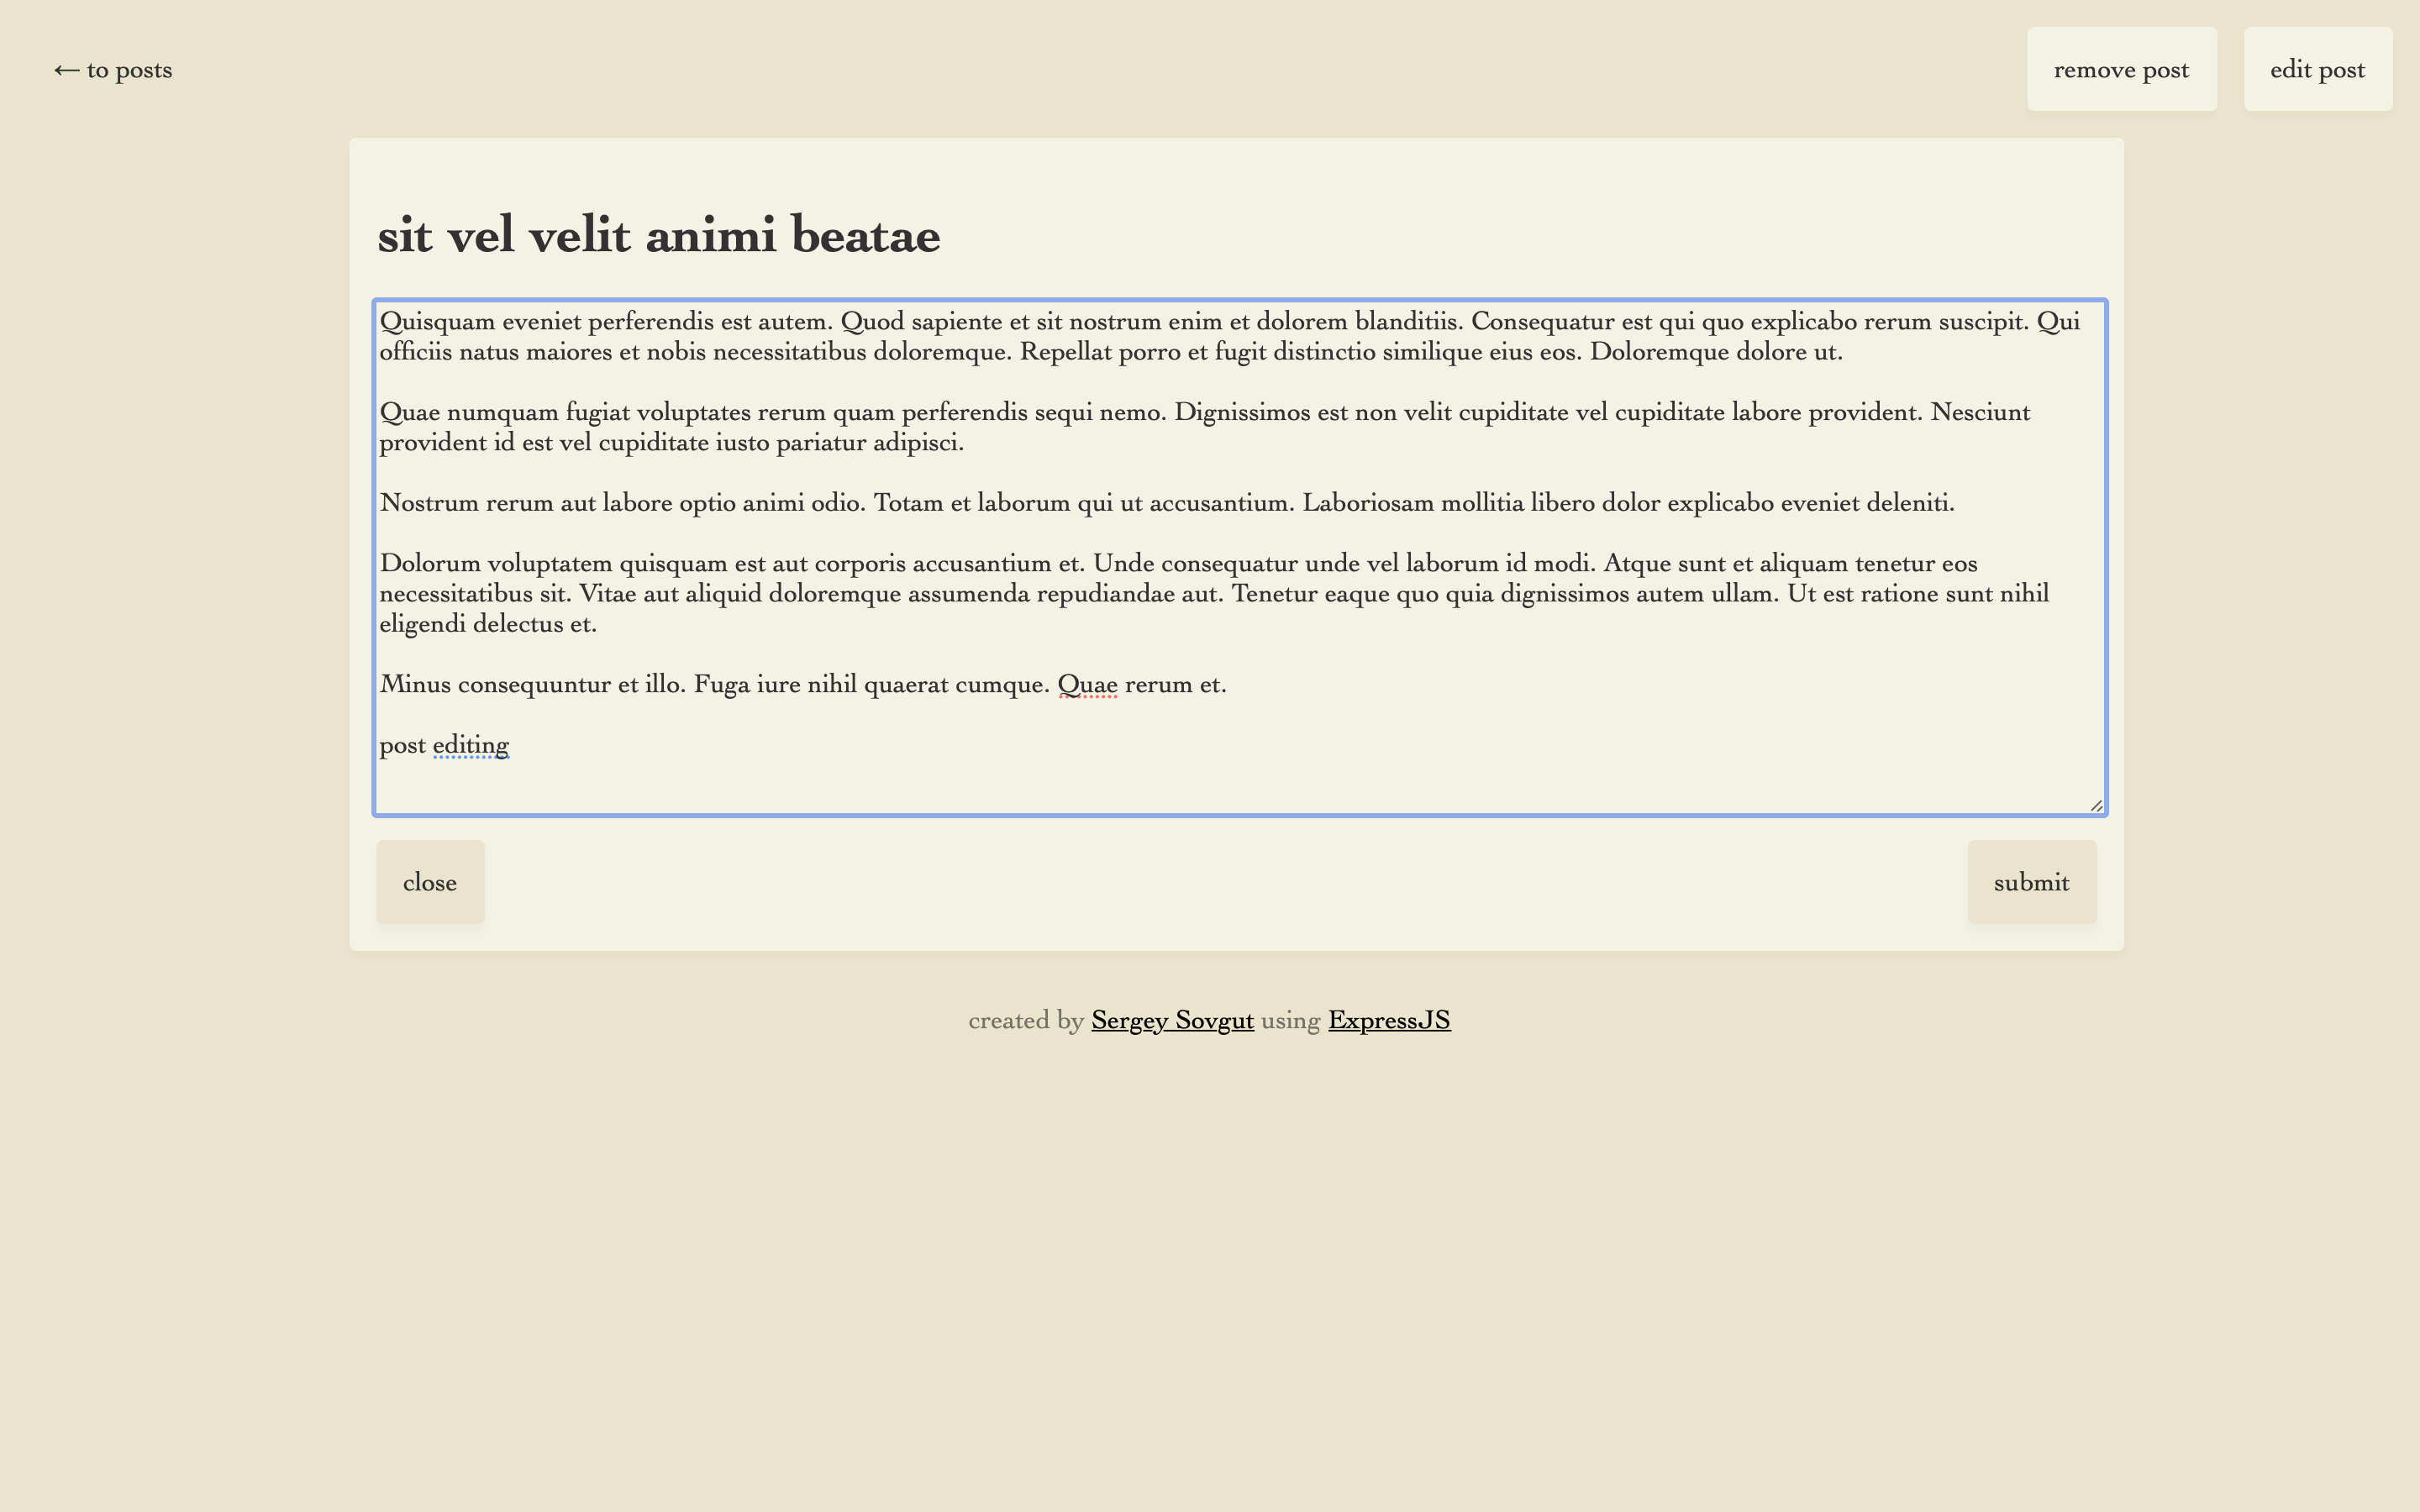 ← to posts
remove post
edit post
sit vel velit animi beatae
Quisquam eveniet perferendis est autem. Quod sapiente et sit nostrum enim et dolorem blanditiis. Consequatur est qui quo explicabo rerum suscipit. Qui
officiis natus maiores et nobis necessitatibus doloremque. Repellat porro et fugit distinctio similique eius eos. Doloremque dolore ut.
Quae numquam fugiat voluptates rerum quam perferendis sequi nemo. Dignissimos est non velit cupiditate vel cupiditate labore provident. Nesciunt
provident id est vel cupiditate iusto pariatur adipisci.
Nostrum rerum aut labore optio animi odio. Totam et laborum qui ut accusantium. Laboriosam mollitia libero dolor explicabo eveniet deleniti.
Dolorum voluptatem quisquam est aut corporis accusantium et. Unde consequatur unde vel laborum id modi. Atque sunt et aliquam tenetur eos
necessitatibus sit. Vitae aut aliquid doloremque assumenda repudiandae aut. Tenetur eaque quo quia dignissimos autem ullam. Ut est ratione sunt nihil
eligendi delectus et.
Minus consequuntur et illo. Fuga iure nihil quaerat cumque. Quae rerum et.
post editing
close
submit
created by Sergey Sovgut using ExpressJS